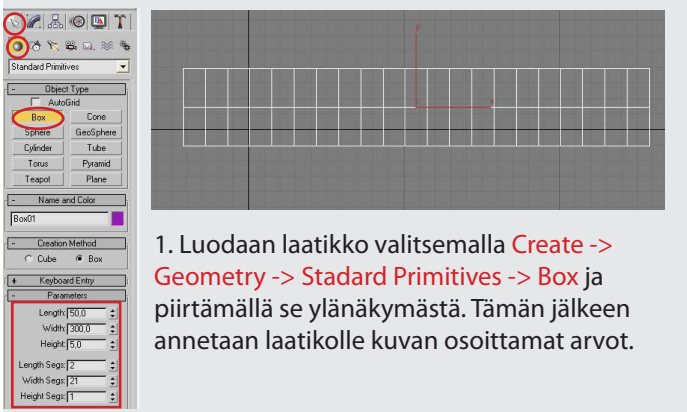 Standard Primitives
- Object Type
AutoGrid
Box Cone
Sphere GeoSphere
Cylinder Tube
Torus Pyramid
Teapot Plane
- Name and Color
Box01
- Creation Method
Cube Box
+ Keyboard Entry
- Parameters
Length: 50,0
Width: 300,0
Height: 5,0
Length Segs: 2
Width Segs: 21
Height Segs: 1
y
x
1. Luodaan laatikko valitsemalla Create ->
Geometry -> Stadard Primitives -> Box ja
piirtämällä se ylänäkymästä. Tämän jälkeen
annetaan laatikolle kuvan osoittamat arvot.